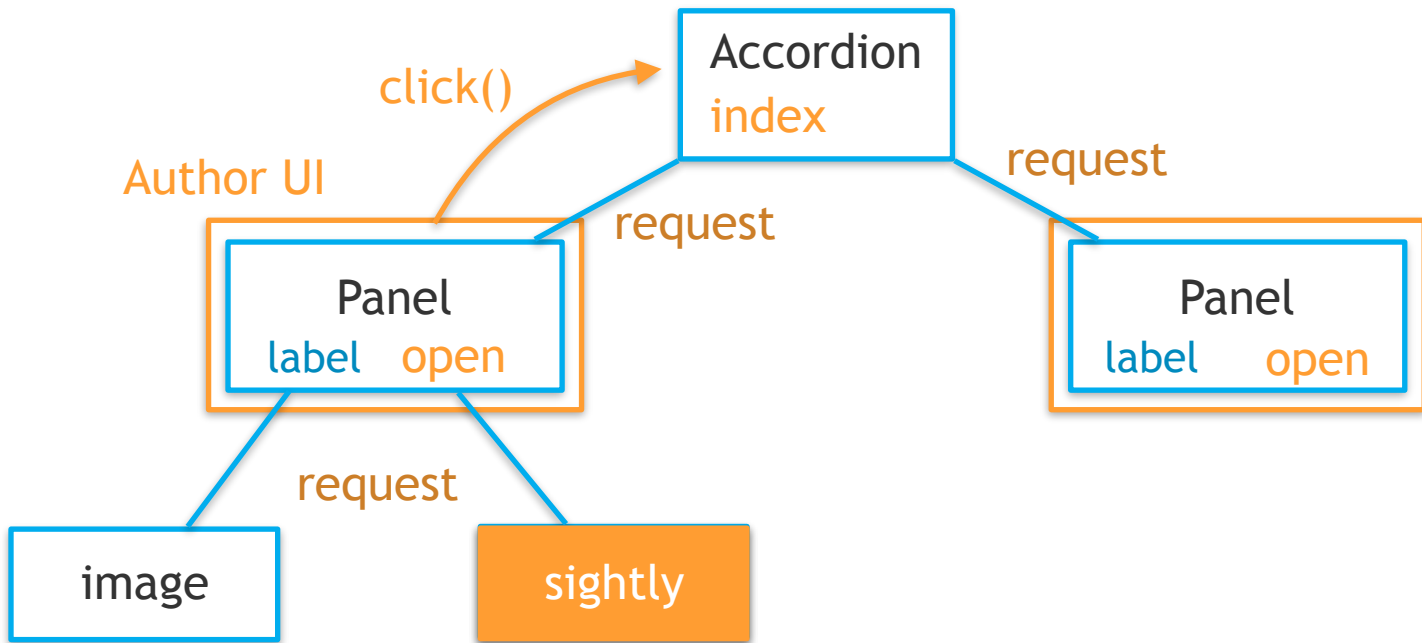 Accordion
index
click()
request
request
Author UI
Panel
label open
Panel
label open
request
image
sightly